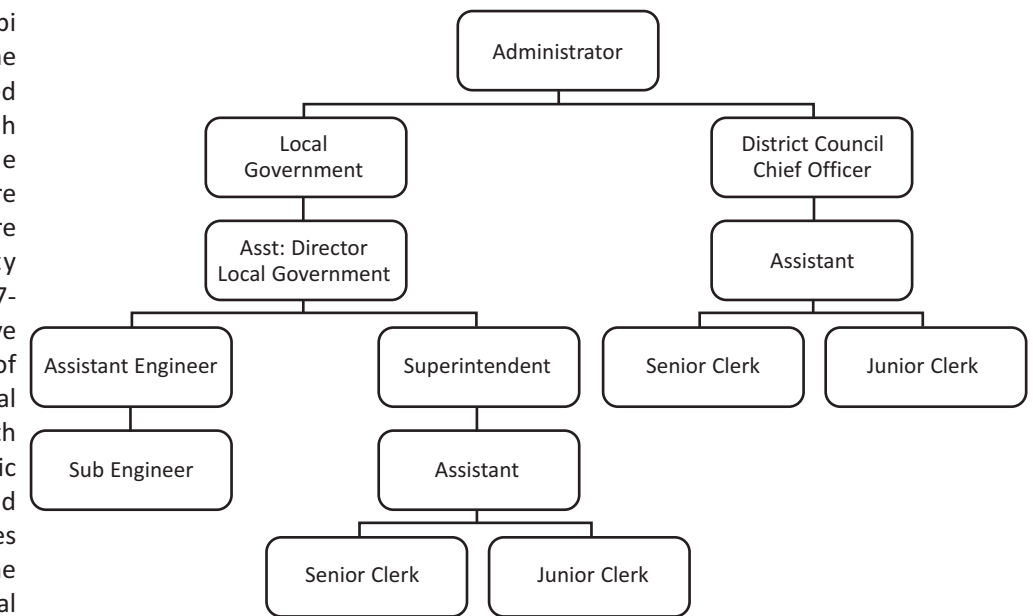 Administrator
Local
Government
District Council
Chief Officer
Asst: Director
Local Government
Assistant
Assistant Engineer
Superintendent
Senior Clerk
Junior Clerk
Sub Engineer
Assistant
Senior Clerk
Junior Clerk